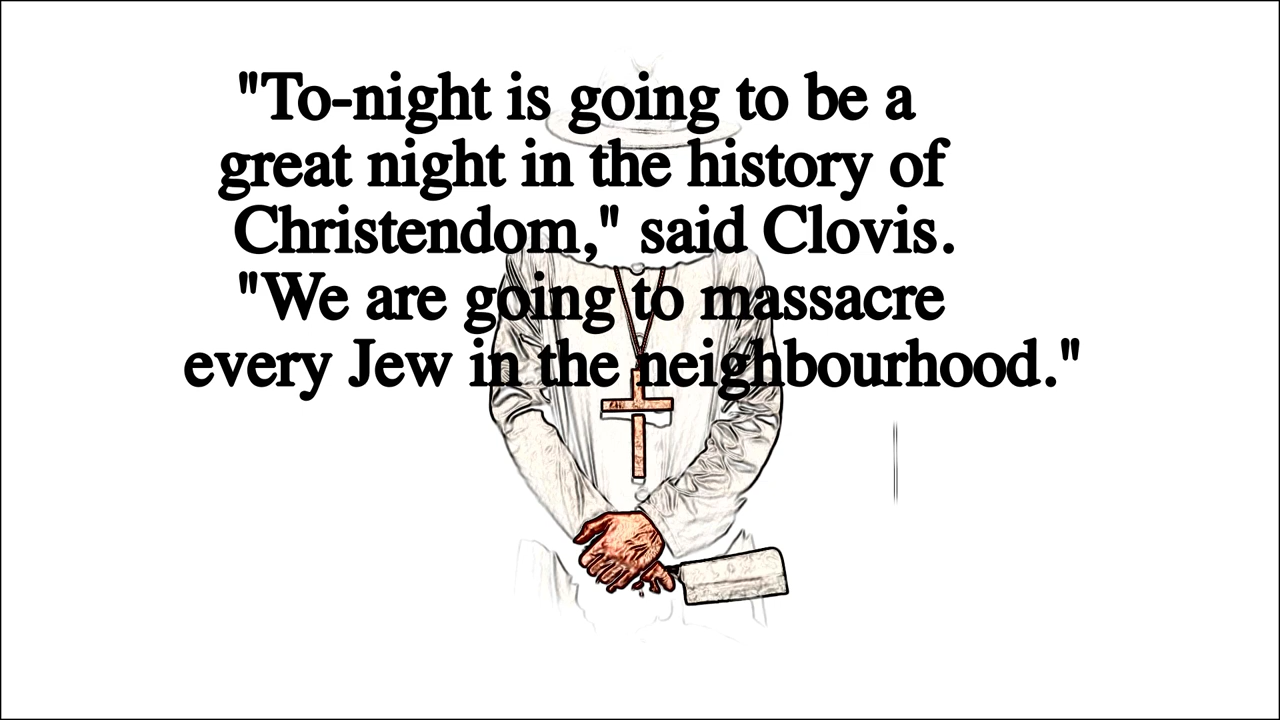 "To-night is going to be a
great night in the history of
Christendom," said Clovis.
"We are going to massacre
every Jew in the neighbourhood."